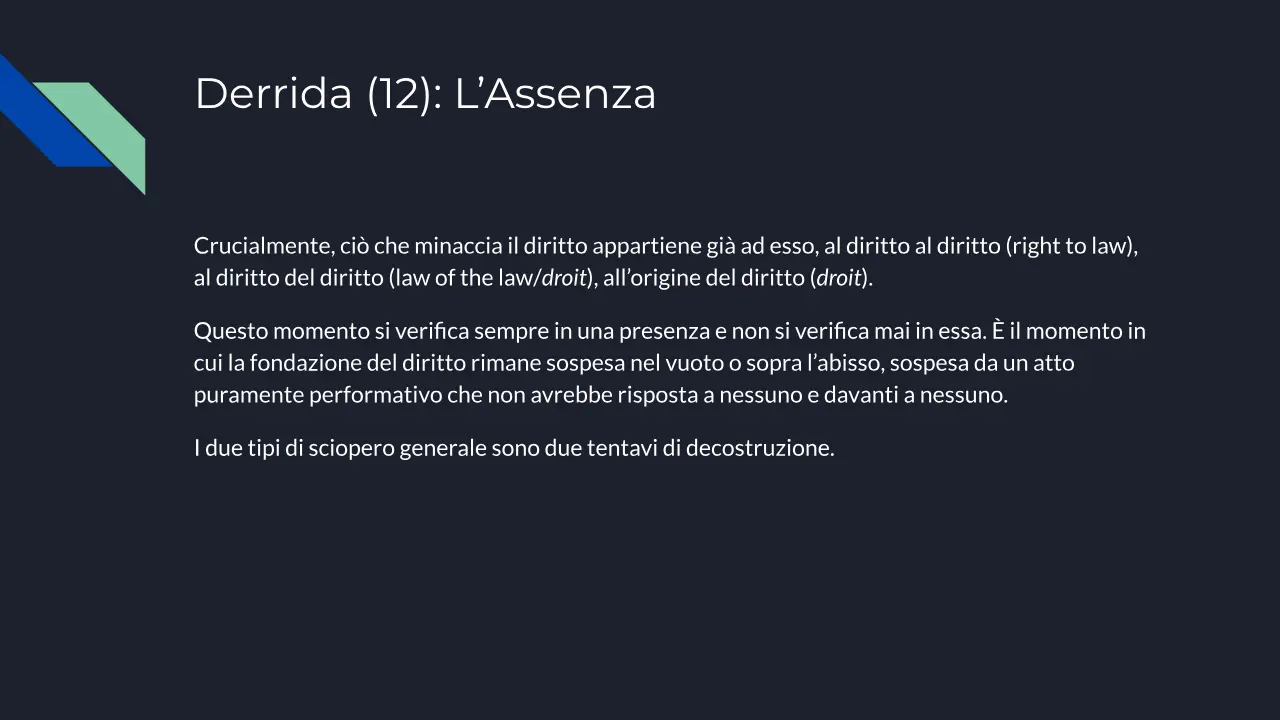 Derrida (12): L’Assenza
Crucialmente, ciò che minaccia il diritto appartiene già ad esso, al diritto al diritto (right to law),
al diritto del diritto (law of the law/droit), all’origine del diritto (droit).
Questo momento si verifica sempre in una presenza e non si verifica mai in essa. È il momento in
cui la fondazione del diritto rimane sospesa nel vuoto o sopra l’abisso, sospesa da un atto
puramente performativo che non avrebbe risposta a nessuno e davanti a nessuno.
I due tipi di sciopero generale sono due tentavi di decostruzione.